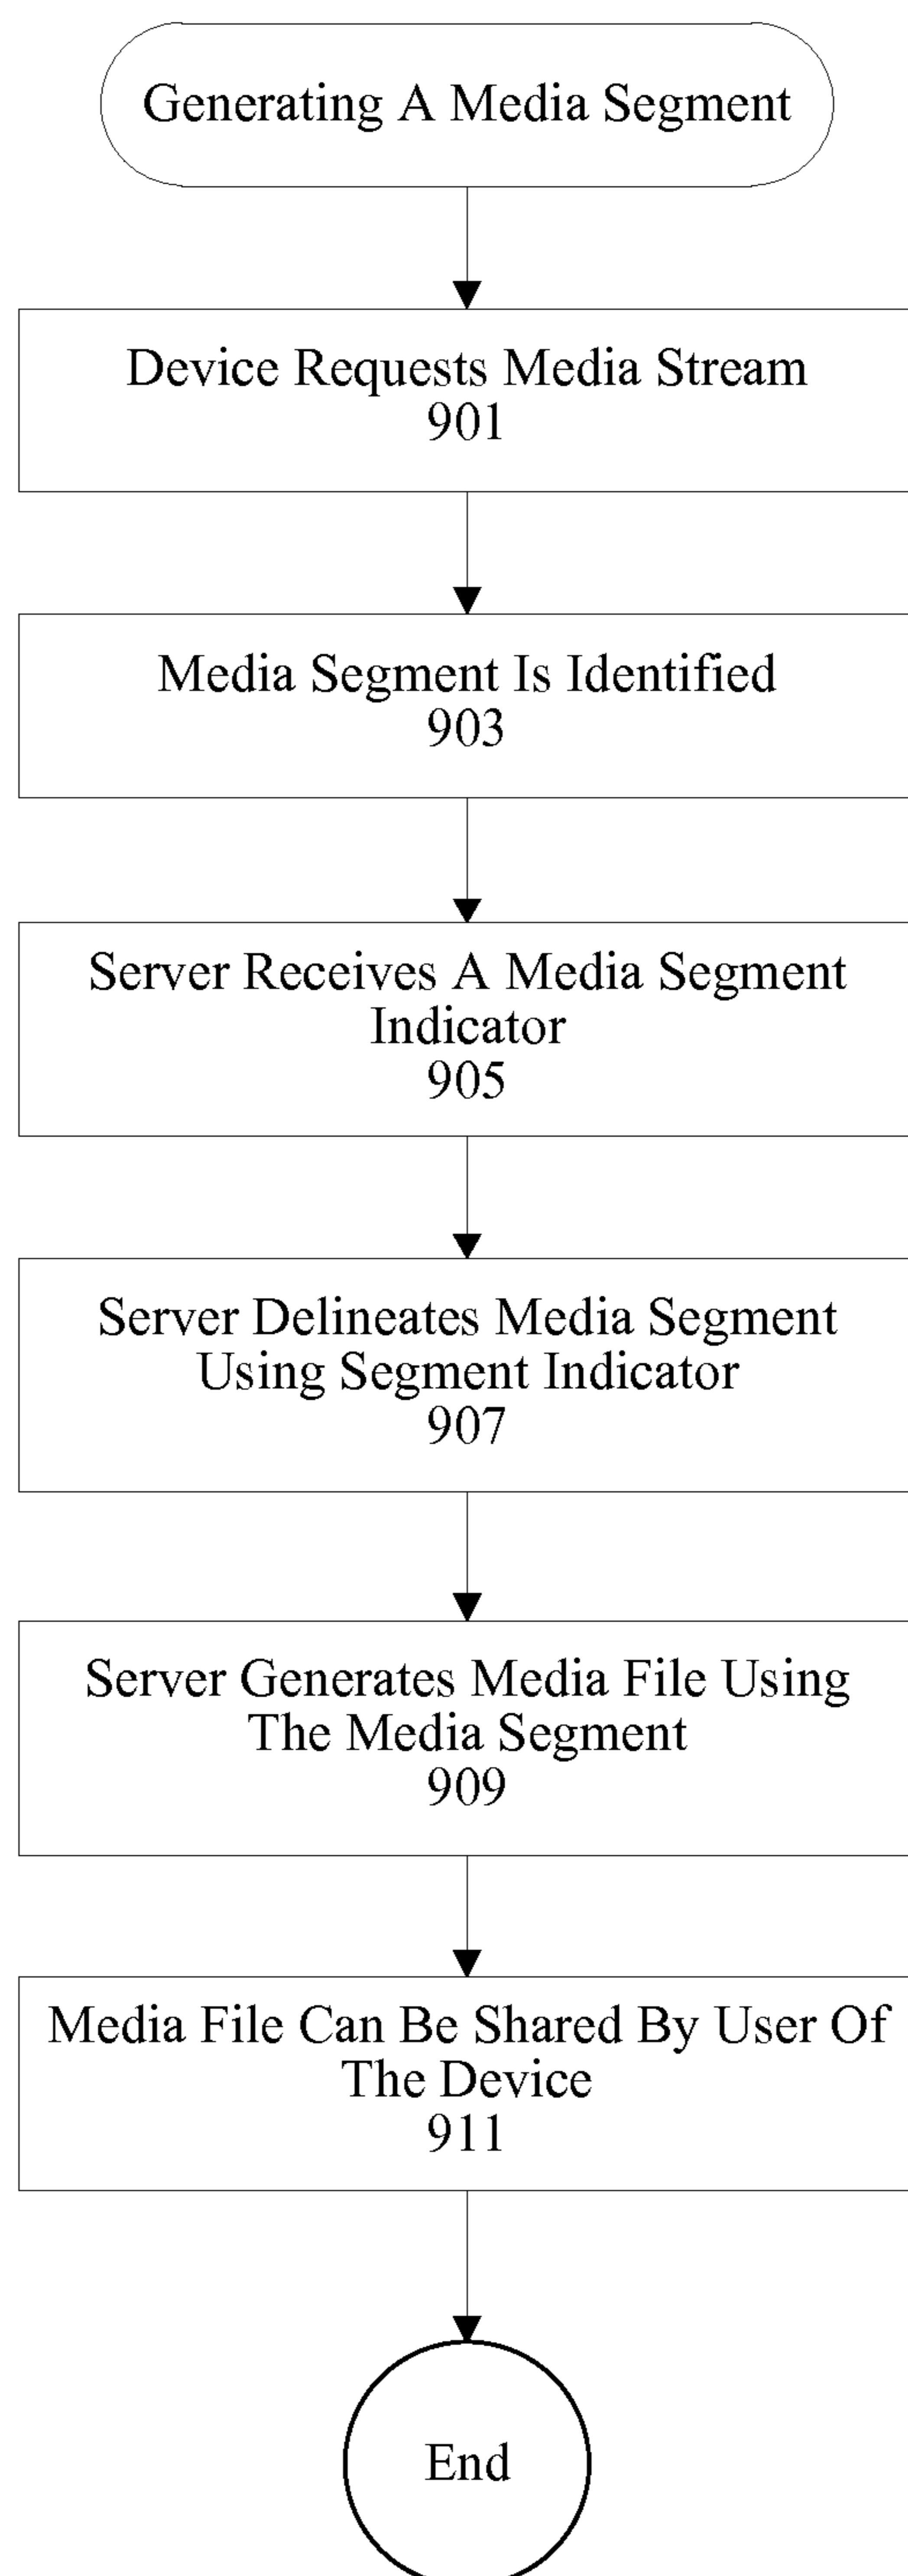 Generating A Media Segment
Device Requests Media Stream
901
Media Segment Is Identified
903
Server Receives A Media Segment
Indicator
905
Server Delineates Media Segment
Using Segment Indicator
907
Server Generates Media File Using
The Media Segment
909
Media File Can Be Shared By User Of
The Device
911
End